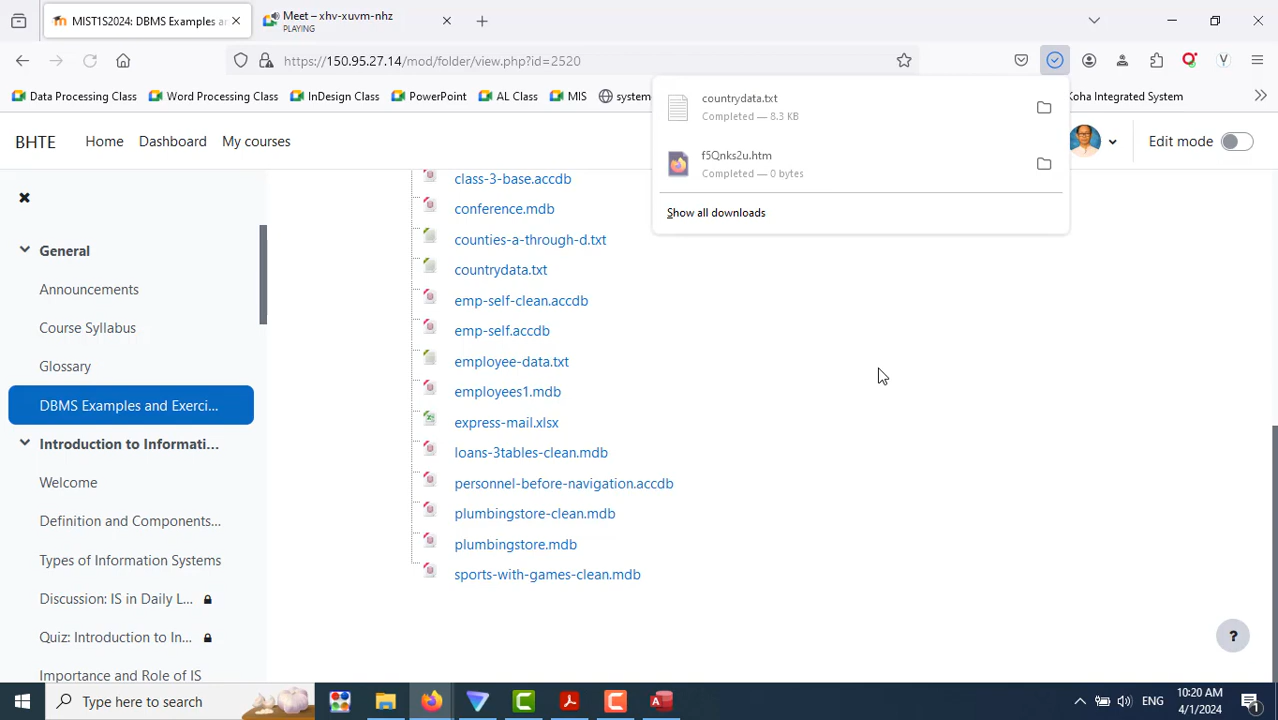 MIST1S2024: DBMS Examples an
Meet – xhv-xuvm-nhz
PLAYING
https://150.95.27.14/mod/folder/view.php?id=2520
Data Processing Class
Word Processing Class
InDesign Class
PowerPoint
AL Class
MIS
system
Koha Integrated System
countrydata.txt
Completed — 8.3 KB
f5Qnks2u.htm
Completed — 0 bytes
Show all downloads
BHTE
Home
Dashboard
My courses
Edit mode
General
Announcements
Course Syllabus
Glossary
DBMS Examples and Exerci...
Introduction to Informati...
Welcome
Definition and Components...
Types of Information Systems
Discussion: IS in Daily L...
Quiz: Introduction to In...
Importance and Role of IS
class-3-base.accdb
conference.mdb
counties-a-through-d.txt
countrydata.txt
emp-self-clean.accdb
emp-self.accdb
employee-data.txt
employees1.mdb
express-mail.xlsx
loans-3tables-clean.mdb
personnel-before-navigation.accdb
plumbingstore-clean.mdb
plumbingstore.mdb
sports-with-games-clean.mdb
?
Type here to search
ENG
10:20 AM
4/1/2024
1